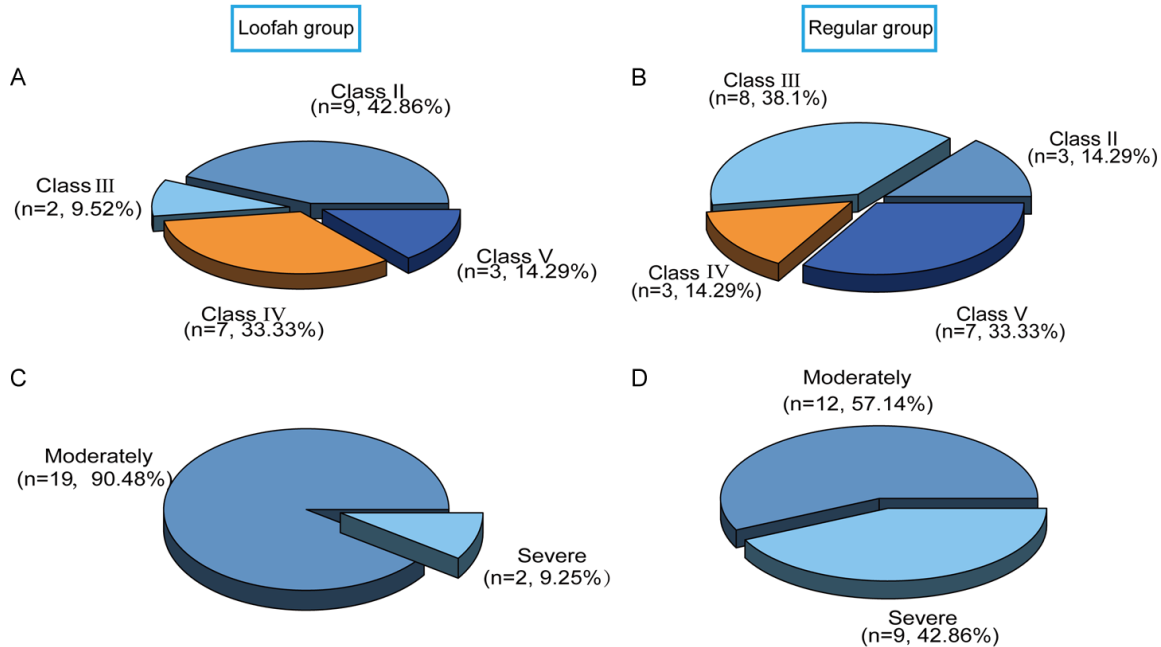 Loofah group
Regular group
A
Class II
(n=9, 42.86%)
Class III
(n=2, 9.52%)
Class V
(n=3, 14.29%)
Class IV
(n=7, 33.33%)
B
Class III
(n=8, 38.1%)
Class II
(n=3, 14.29%)
Class IV
(n=3, 14.29%)
Class V
(n=7, 33.33%)
C
Moderately
(n=19, 90.48%)
Severe
(n=2, 9.25%)
D
Moderately
(n=12, 57.14%)
Severe
(n=9, 42.86%)